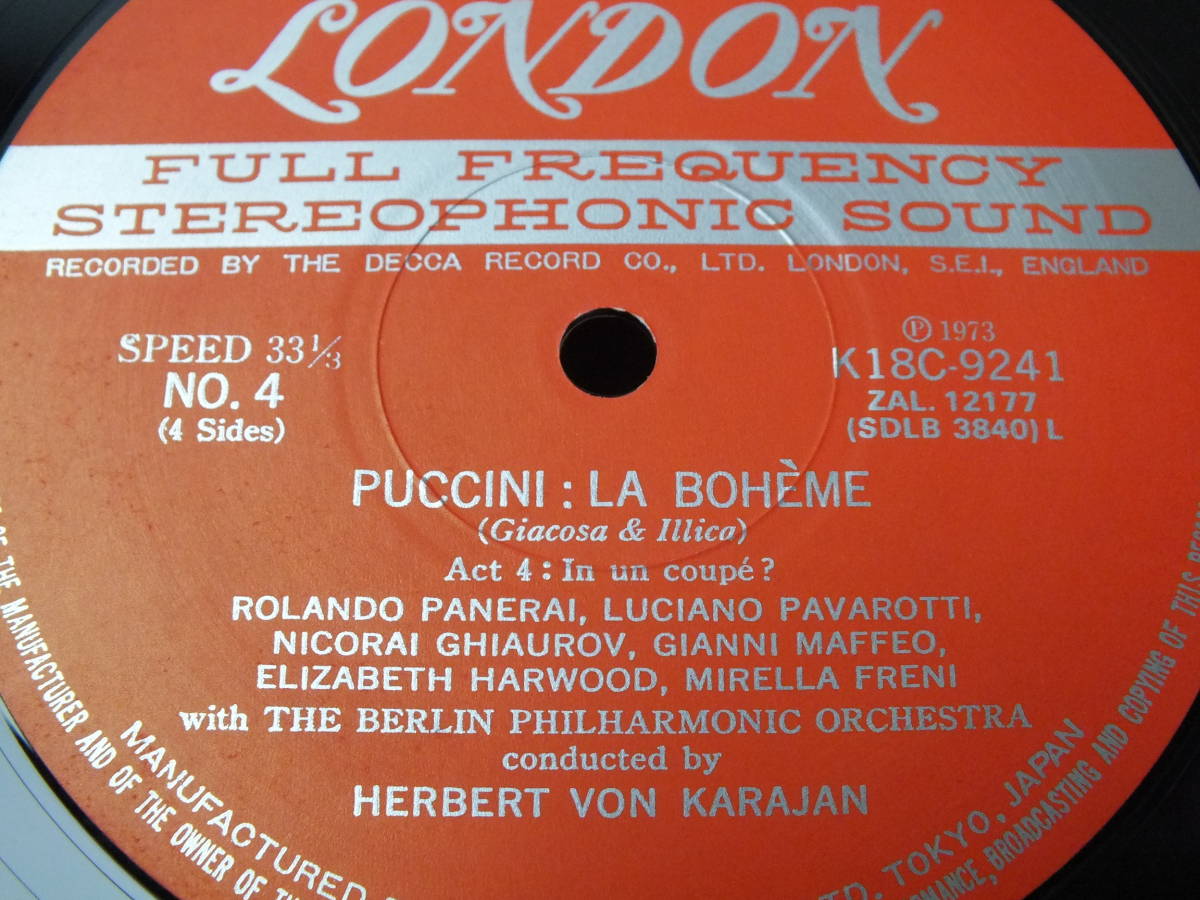 LONDON
FULL FREQUENCY
STEREOPHONIC SOUND
RECORDED BY THE DECCA RECORD CO., LTD. LONDON, S.E.I., ENGLAND
SPEED 33⅓
NO. 4
(4 Sides)
℗ 1973
K18C-9241
ZAL. 12177
(SDLB 3840) L
PUCCINI : LA BOHÈME
(Giacosa & Illica)
Act 4 : In un coupé ?
ROLANDO PANERAI, LUCIANO PAVAROTTI,
NICORAI GHIAUROV, GIANNI MAFFEO,
ELIZABETH HARWOOD, MIRELLA FRENI
with THE BERLIN PHILHARMONIC ORCHESTRA
conducted by
HERBERT VON KARAJAN
MANUFACTURED
TOKYO, JAPAN
OF THE MANUFACTURER AND OF THE OWNER OF THE
BROADCASTING AND COPYING OF THIS